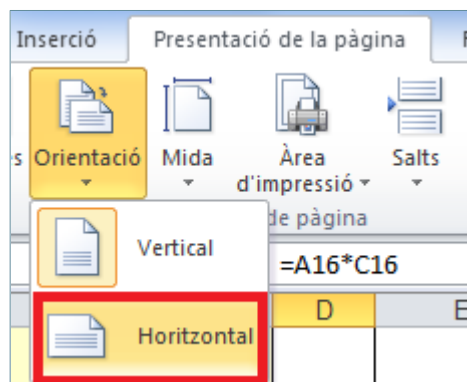 Inserció Presentació de la pàgina
Orientació Mida Àrea d'impressió Salts
de pàgina
Vertical
=A16*C16
D E
Horitzontal